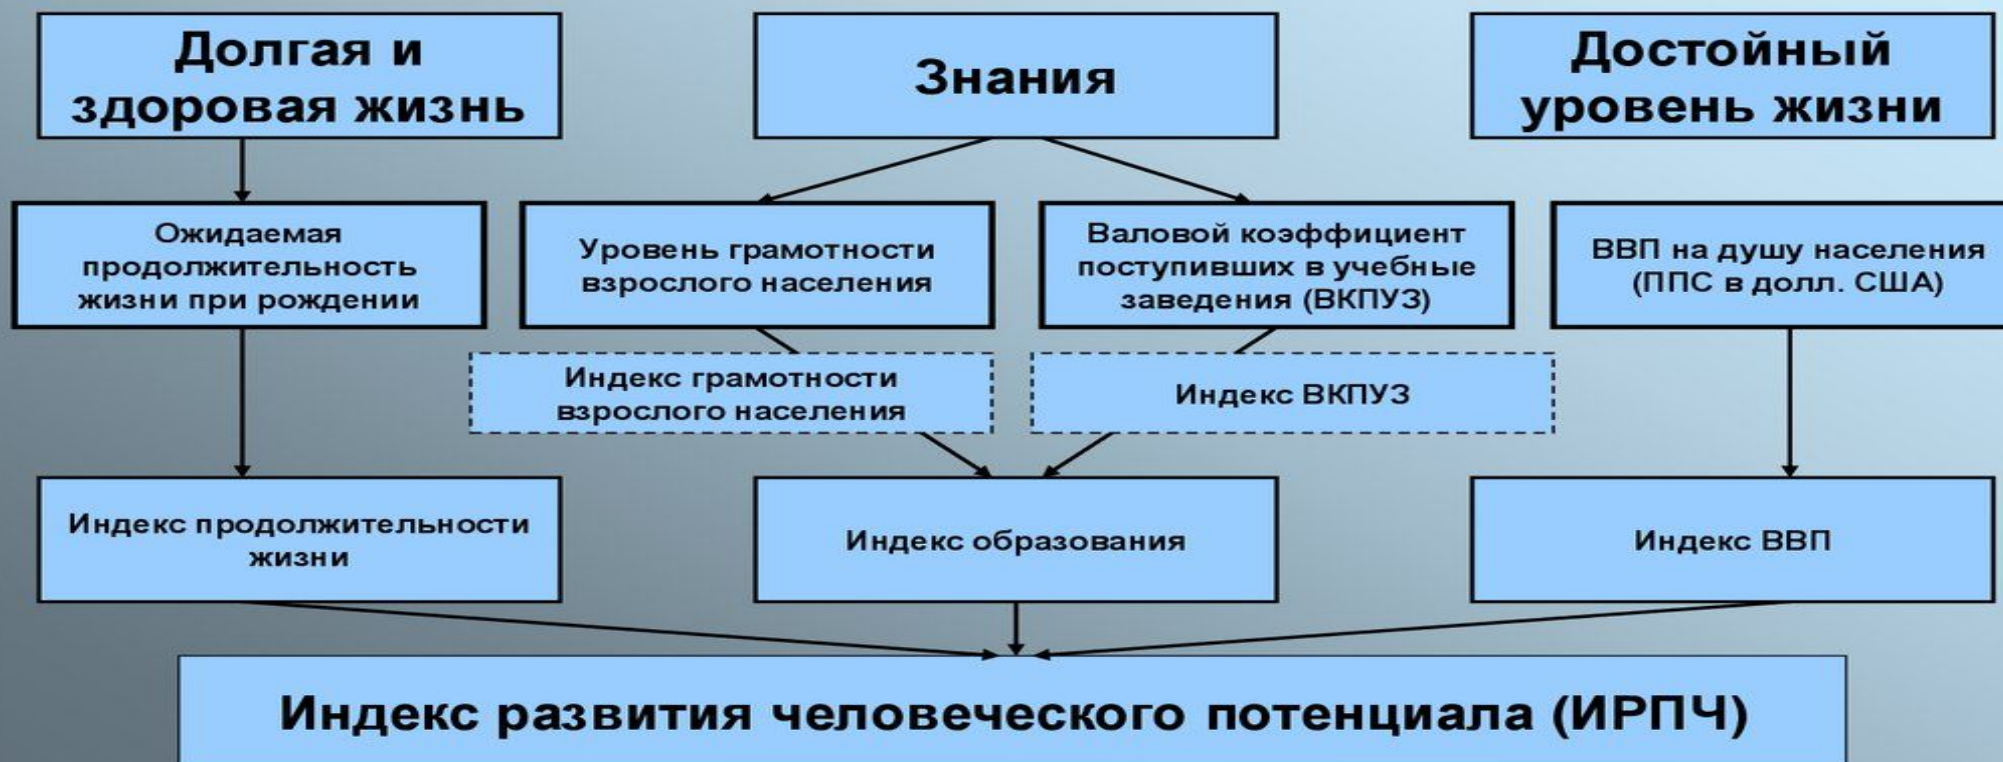 Долгая и
здоровая жизнь
Знания
Достойный
уровень жизни
Ожидаемая
продолжительность
жизни при рождении
Уровень грамотности
взрослого населения
Валовой коэффициент
поступивших в учебные
заведения (ВКПУЗ)
ВВП на душу населения
(ППС в долл. США)
Индекс грамотности
взрослого населения
Индекс ВКПУЗ
Индекс продолжительности
жизни
Индекс образования
Индекс ВВП
Индекс развития человеческого потенциала (ИРПЧ)